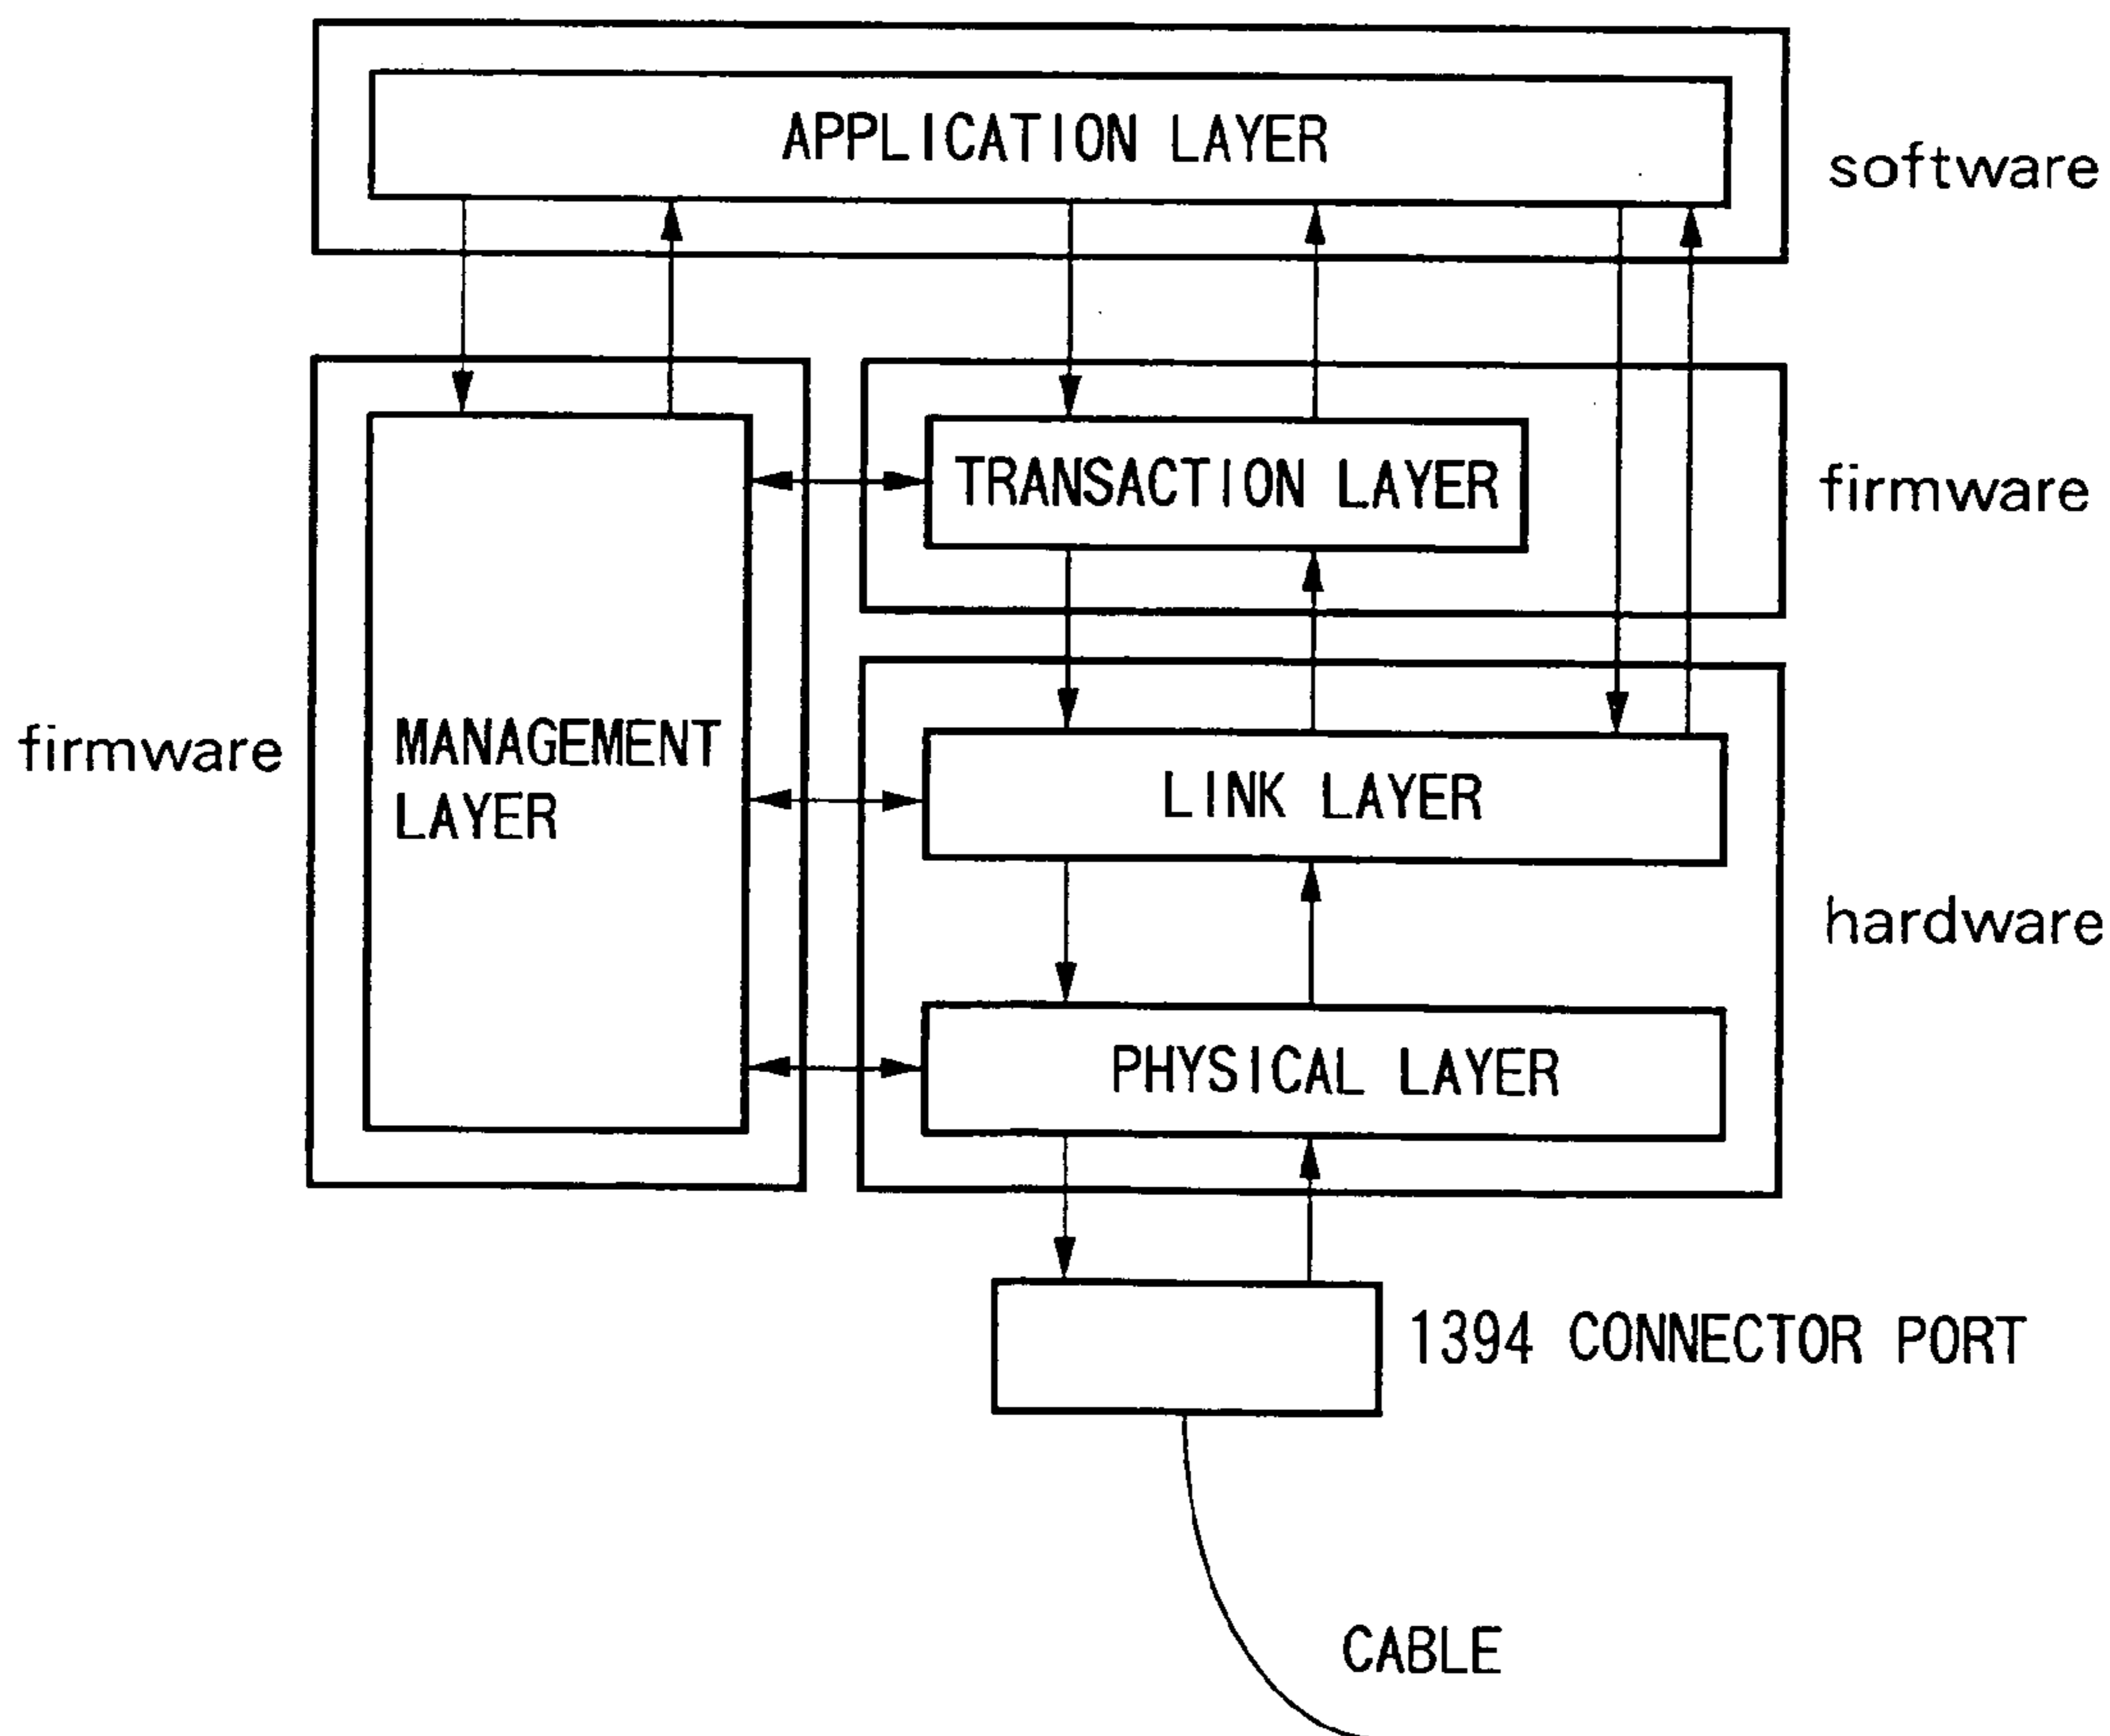 APPLICATION LAYER
software
TRANSACTION LAYER
firmware
firmware
MANAGEMENT
LAYER
LINK LAYER
hardware
PHYSICAL LAYER
1394 CONNECTOR PORT
CABLE